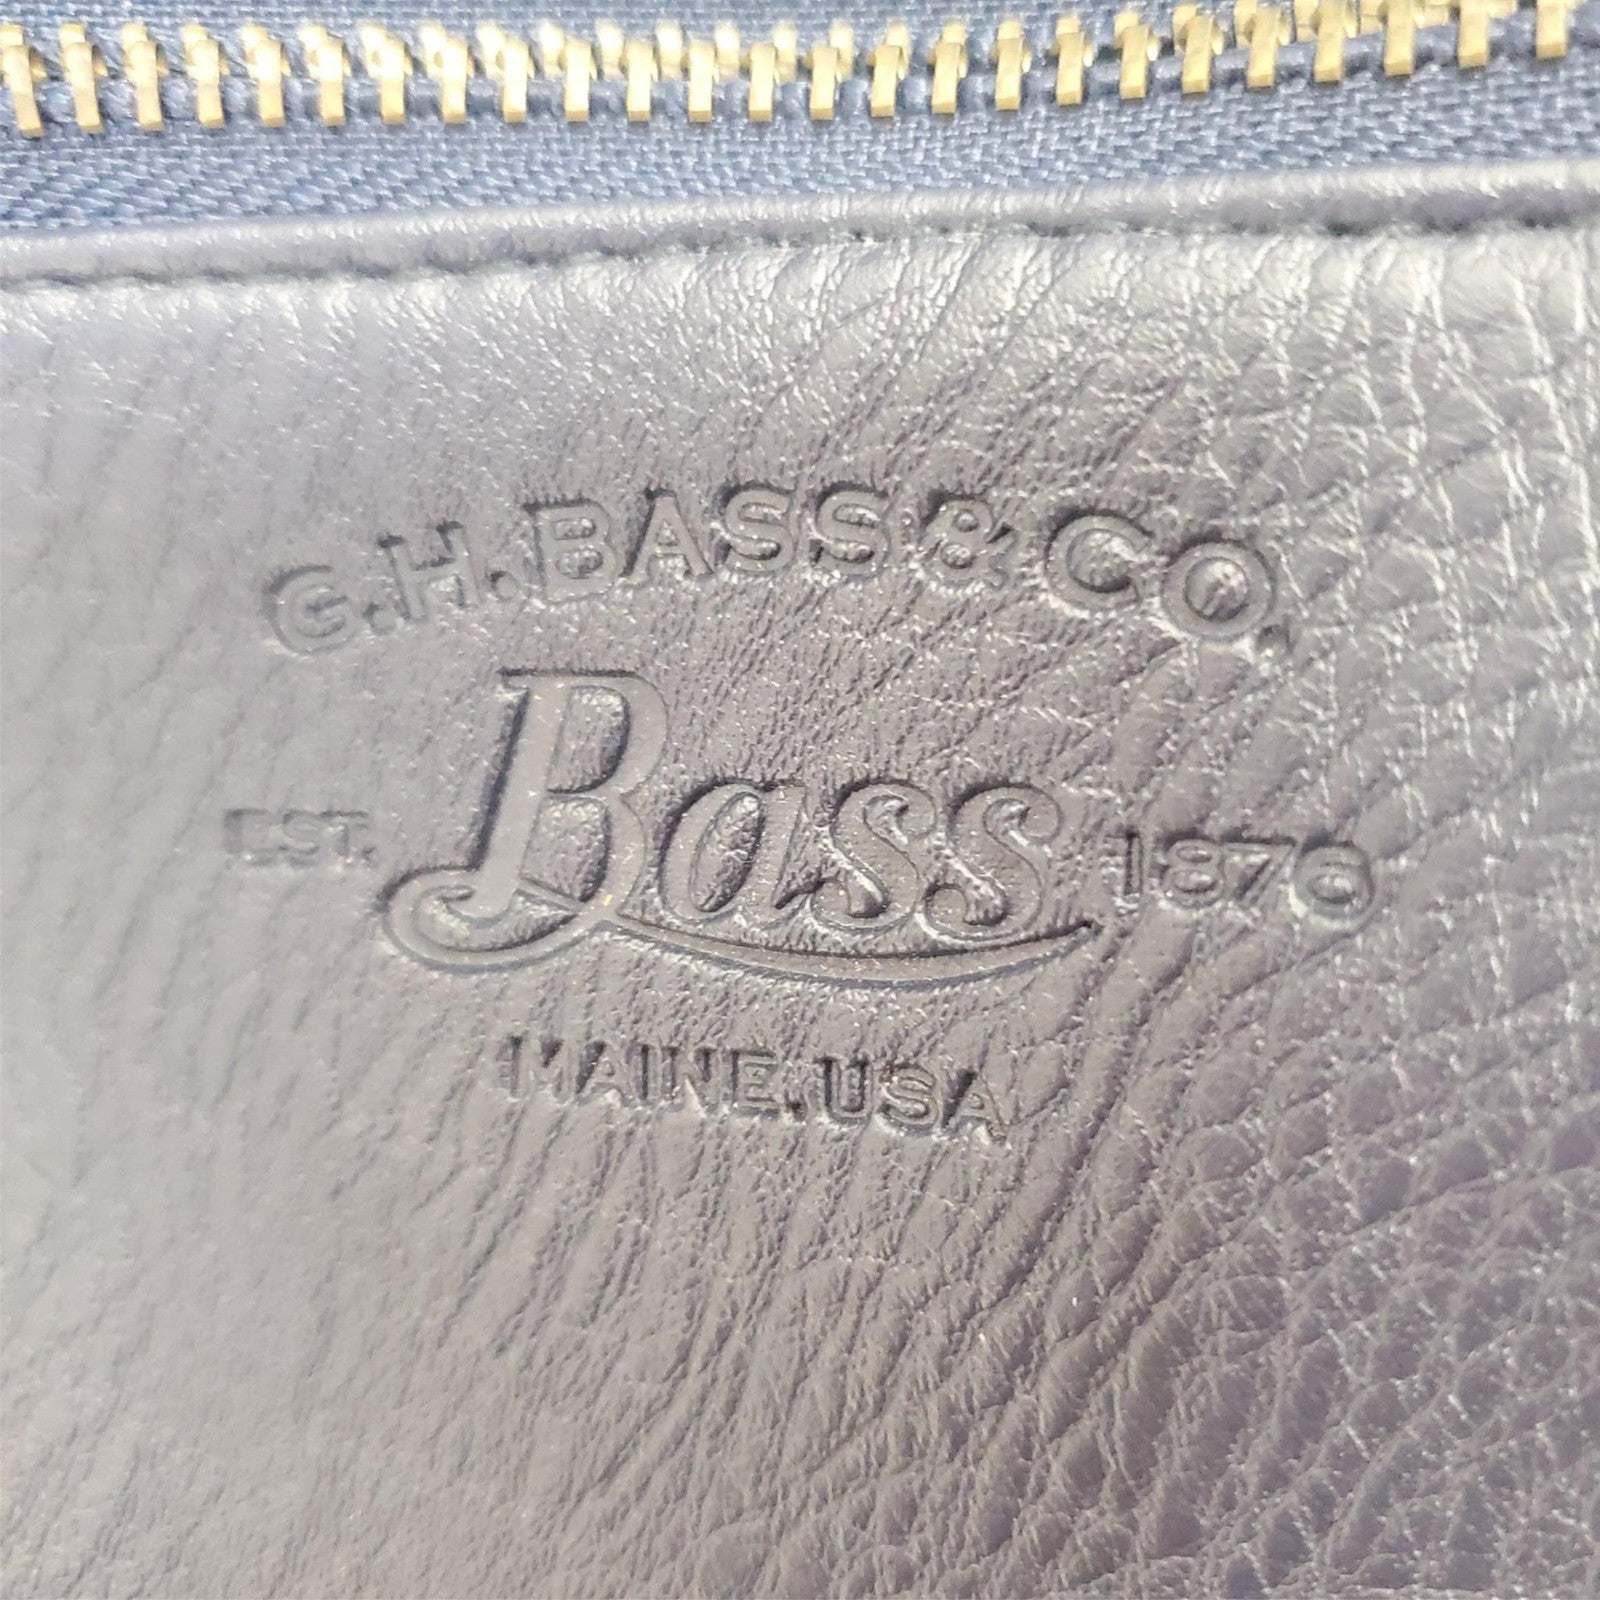 G.H. BASS & CO.
EST. Bass 1876
MAINE, USA